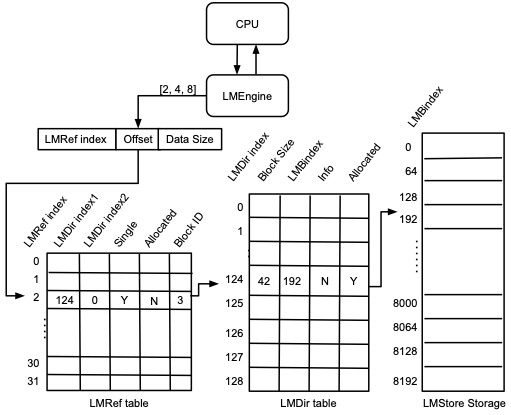 CPU
LMEngine
[2, 4, 8]
LMRef index Offset Data Size
LMRef index
LMDir index1
LMDir index2
Single
Allocated
Block ID
0
1
2 124 0 Y N 3
30
31
LMRef table
LMDir index
Block Size
LMBindex
Info
Allocated
0
1
124 42 192 N Y
125
126
127
128
LMDir table
LMBindex
0
64
128
192
8000
8064
8128
8192
LMStore Storage